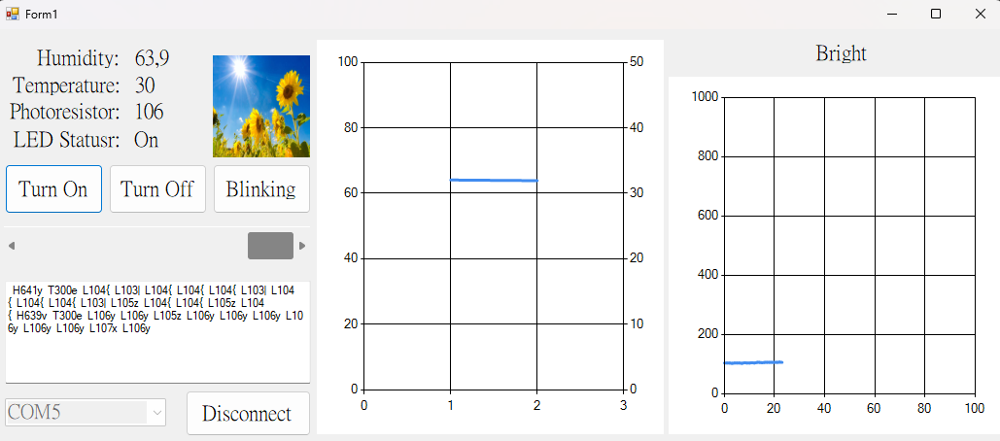 Form1
Humidity: 63,9
Temperature: 30
Photoresistor: 106
LED Statusr: On
Turn On
Turn Off
Blinking
H641y T300e L104{ L103| L104{ L104{ L104{ L103| L104
{ L104{ L104{ L103| L105z L104{ L104{ L105z L104
{ H639v T300e L106y L106y L105z L106y L106y L106y L10
6y L106y L106y L107x L106y
COM5
Disconnect
100
80
60
40
20
0
50
40
30
20
10
0
0 1 2 3
Bright
1000
800
600
400
200
0
0 20 40 60 80 100